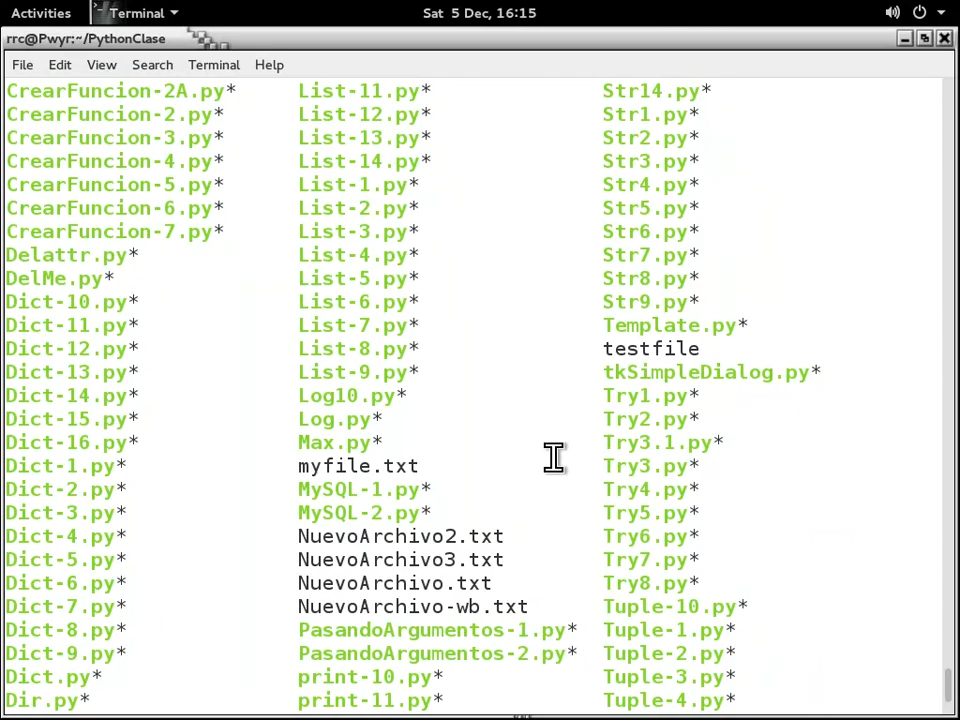 Activities Terminal Sat 5 Dec, 16:15
rrc@Pwyr:~/PythonClase
File Edit View Search Terminal Help
CrearFuncion-2A.py* List-11.py* Str14.py*
CrearFuncion-2.py* List-12.py* Str1.py*
CrearFuncion-3.py* List-13.py* Str2.py*
CrearFuncion-4.py* List-14.py* Str3.py*
CrearFuncion-5.py* List-1.py* Str4.py*
CrearFuncion-6.py* List-2.py* Str5.py*
CrearFuncion-7.py* List-3.py* Str6.py*
Delattr.py* List-4.py* Str7.py*
DelMe.py* List-5.py* Str8.py*
Dict-10.py* List-6.py* Str9.py*
Dict-11.py* List-7.py* Template.py*
Dict-12.py* List-8.py* testfile
Dict-13.py* List-9.py* tkSimpleDialog.py*
Dict-14.py* Log10.py* Try1.py*
Dict-15.py* Log.py* Try2.py*
Dict-16.py* Max.py* Try3.1.py*
Dict-1.py* myfile.txt Try3.py*
Dict-2.py* MySQL-1.py* Try4.py*
Dict-3.py* MySQL-2.py* Try5.py*
Dict-4.py* NuevoArchivo2.txt Try6.py*
Dict-5.py* NuevoArchivo3.txt Try7.py*
Dict-6.py* NuevoArchivo.txt Try8.py*
Dict-7.py* NuevoArchivo-wb.txt Tuple-10.py*
Dict-8.py* PasandoArgumentos-1.py* Tuple-1.py*
Dict-9.py* PasandoArgumentos-2.py* Tuple-2.py*
Dict.py* print-10.py* Tuple-3.py*
Dir.py* print-11.py* Tuple-4.py*